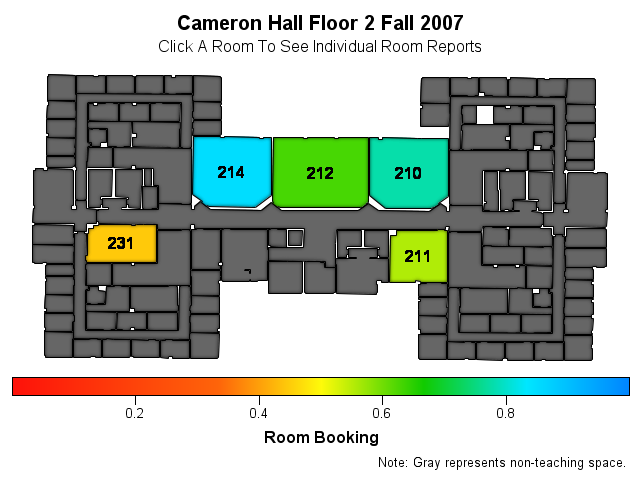 Cameron Hall Floor 2 Fall 2007
Click A Room To See Individual Room Reports
214 212 210
231 211
0.2 0.4 0.6 0.8
Room Booking
Note: Gray represents non-teaching space.